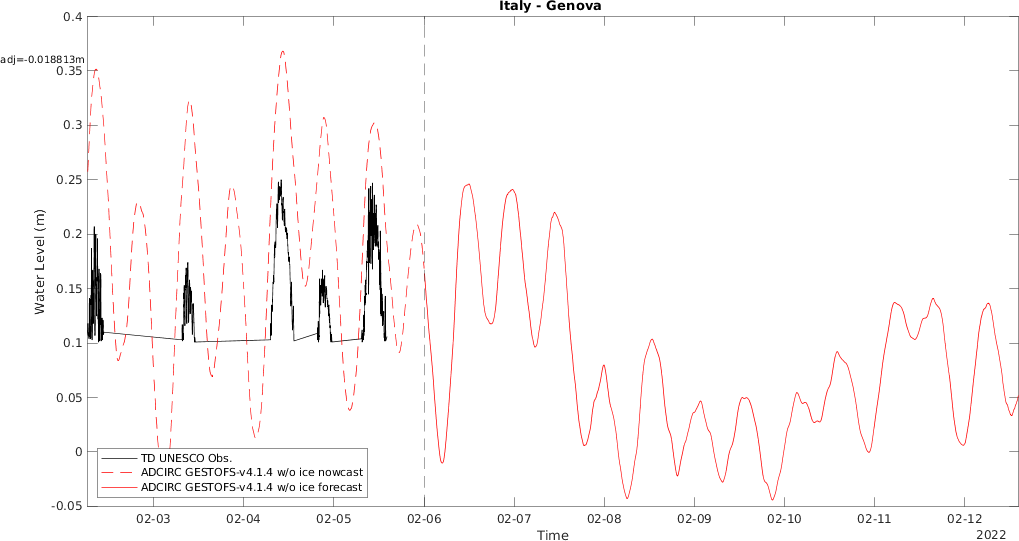 Italy - Genova
adj=-0.018813m
0.4
0.35
0.3
0.25
0.2
0.15
0.1
0.05
0
-0.05
Water Level (m)
TD UNESCO Obs.
ADCIRC GESTOFS-v4.1.4 w/o ice nowcast
ADCIRC GESTOFS-v4.1.4 w/o ice forecast
02-03 02-04 02-05 02-06 02-07 02-08 02-09 02-10 02-11 02-12
Time
2022